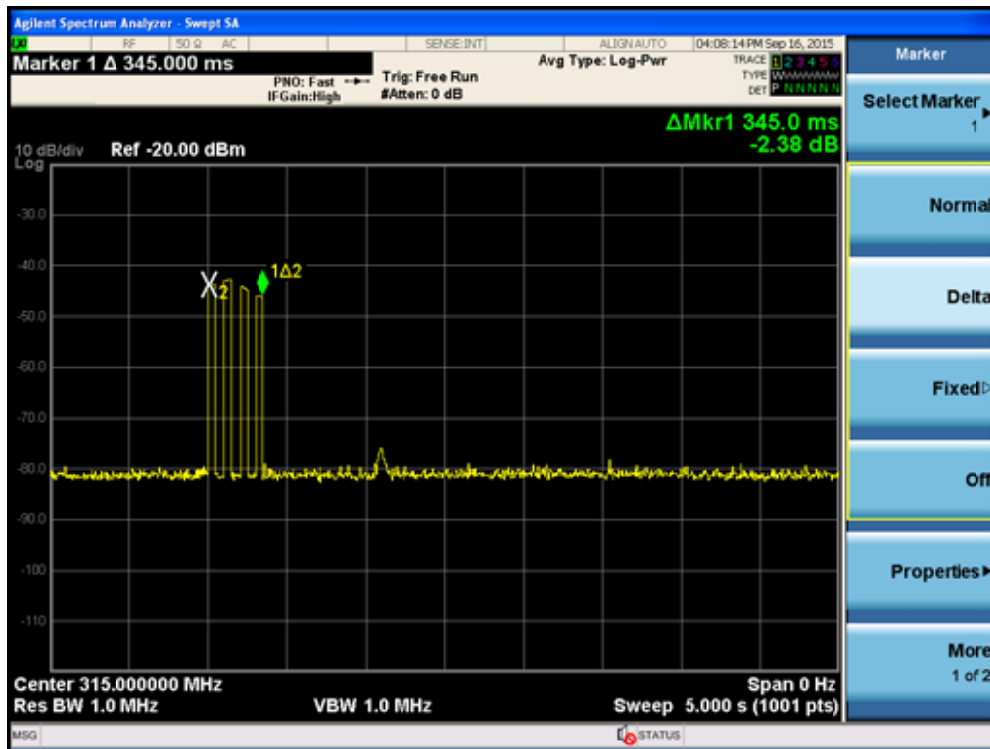 Agilent Spectrum Analyzer - Swept SA
RF 50 Ω AC SENSE:INT ALIGNAUTO 04:08:14 PM Sep 16, 2015
Marker 1 Δ 345.000 ms
PNO: Fast
IFGain:High
Trig: Free Run
#Atten: 0 dB
Avg Type: Log-Pwr
TRACE 1 2 3 4 5 6
TYPE W
DET P N N N N N
ΔMkr1 345.0 ms
-2.38 dB
10 dB/div Ref -20.00 dBm
Log
-30.0
-40.0
-50.0
-60.0
-70.0
-80.0
-90.0
-100
-110
X2
1Δ2
Center 315.000000 MHz Span 0 Hz
Res BW 1.0 MHz VBW 1.0 MHz Sweep 5.000 s (1001 pts)
MSG STATUS
Marker
Select Marker
1
Normal
Delta
Fixed
Off
Properties
More
1 of 2